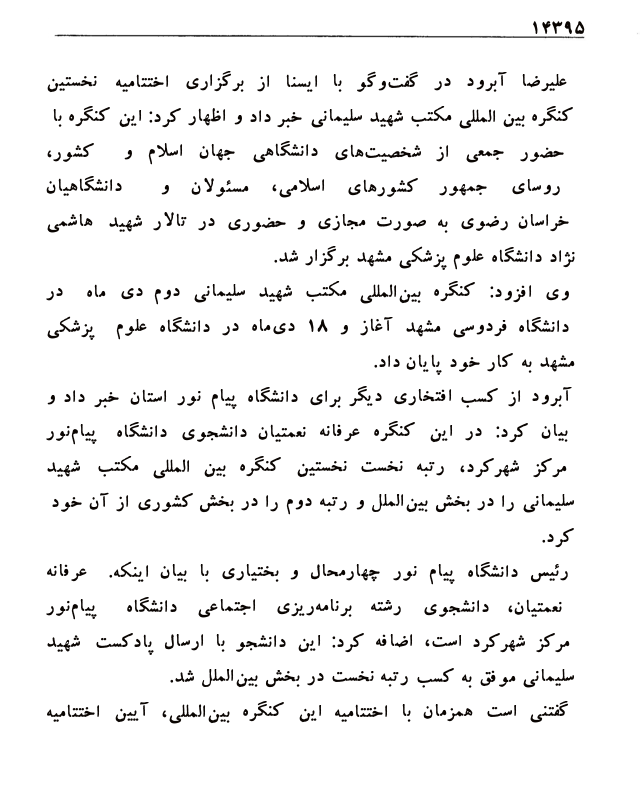 ۱۴۳۹۵
علیرضا آبرود در گفت‌وگو با ایسنا از برگزاری اختتامیه نخستین
کنگره بین المللی مکتب شهید سلیمانی خبر داد و اظهار کرد: این کنگره با
حضور جمعی از شخصیت‌های دانشگاهی جهان اسلام و کشور،
روسای جمهور کشورهای اسلامی، مسئولان و دانشگاهیان
خراسان رضوی به صورت مجازی و حضوری در تالار شهید هاشمی
نژاد دانشگاه علوم پزشکی مشهد برگزار شد.
وی افزود: کنگره بین‌المللی مکتب شهید سلیمانی دوم دی ماه در
دانشگاه فردوسی مشهد آغاز و ۱۸ دی‌ماه در دانشگاه علوم پزشکی
مشهد به کار خود پایان داد.
آبرود از کسب افتخاری دیگر برای دانشگاه پیام نور استان خبر داد و
بیان کرد: در این کنگره عرفانه نعمتیان دانشجوی دانشگاه پیام‌نور
مرکز شهرکرد، رتبه نخست نخستین کنگره بین المللی مکتب شهید
سلیمانی را در بخش بین‌الملل و رتبه دوم را در بخش کشوری از آن خود
کرد.
رئیس دانشگاه پیام نور چهارمحال و بختیاری با بیان اینکه. عرفانه
نعمتیان، دانشجوی رشته برنامه‌ریزی اجتماعی دانشگاه پیام‌نور
مرکز شهرکرد است، اضافه کرد: این دانشجو با ارسال پادکست شهید
سلیمانی موفق به کسب رتبه نخست در بخش بین‌الملل شد.
گفتنی است همزمان با اختتامیه این کنگره بین‌المللی، آیین اختتامیه